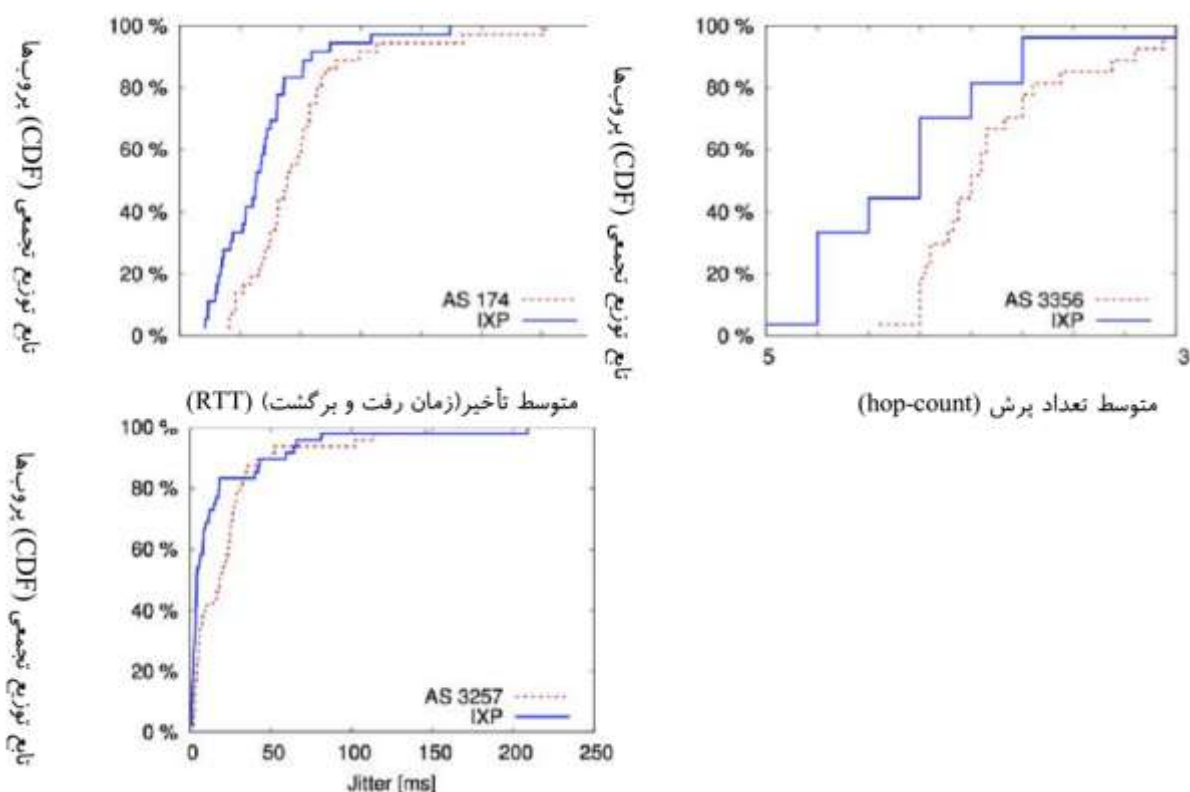 تابع توزیع تجمعی (CDF) پروب‌ها
100 %
80 %
60 %
40 %
20 %
0 %
AS 174
IXP
متوسط تأخیر(زمان رفت و برگشت) (RTT)
تابع توزیع تجمعی (CDF) پروب‌ها
100 %
80 %
60 %
40 %
20 %
0 %
AS 3356
IXP
5
3
متوسط تعداد پرش (hop-count)
تابع توزیع تجمعی (CDF) پروب‌ها
100 %
80 %
60 %
40 %
20 %
0 %
AS 3257
IXP
0 50 100 150 200 250
Jitter [ms]